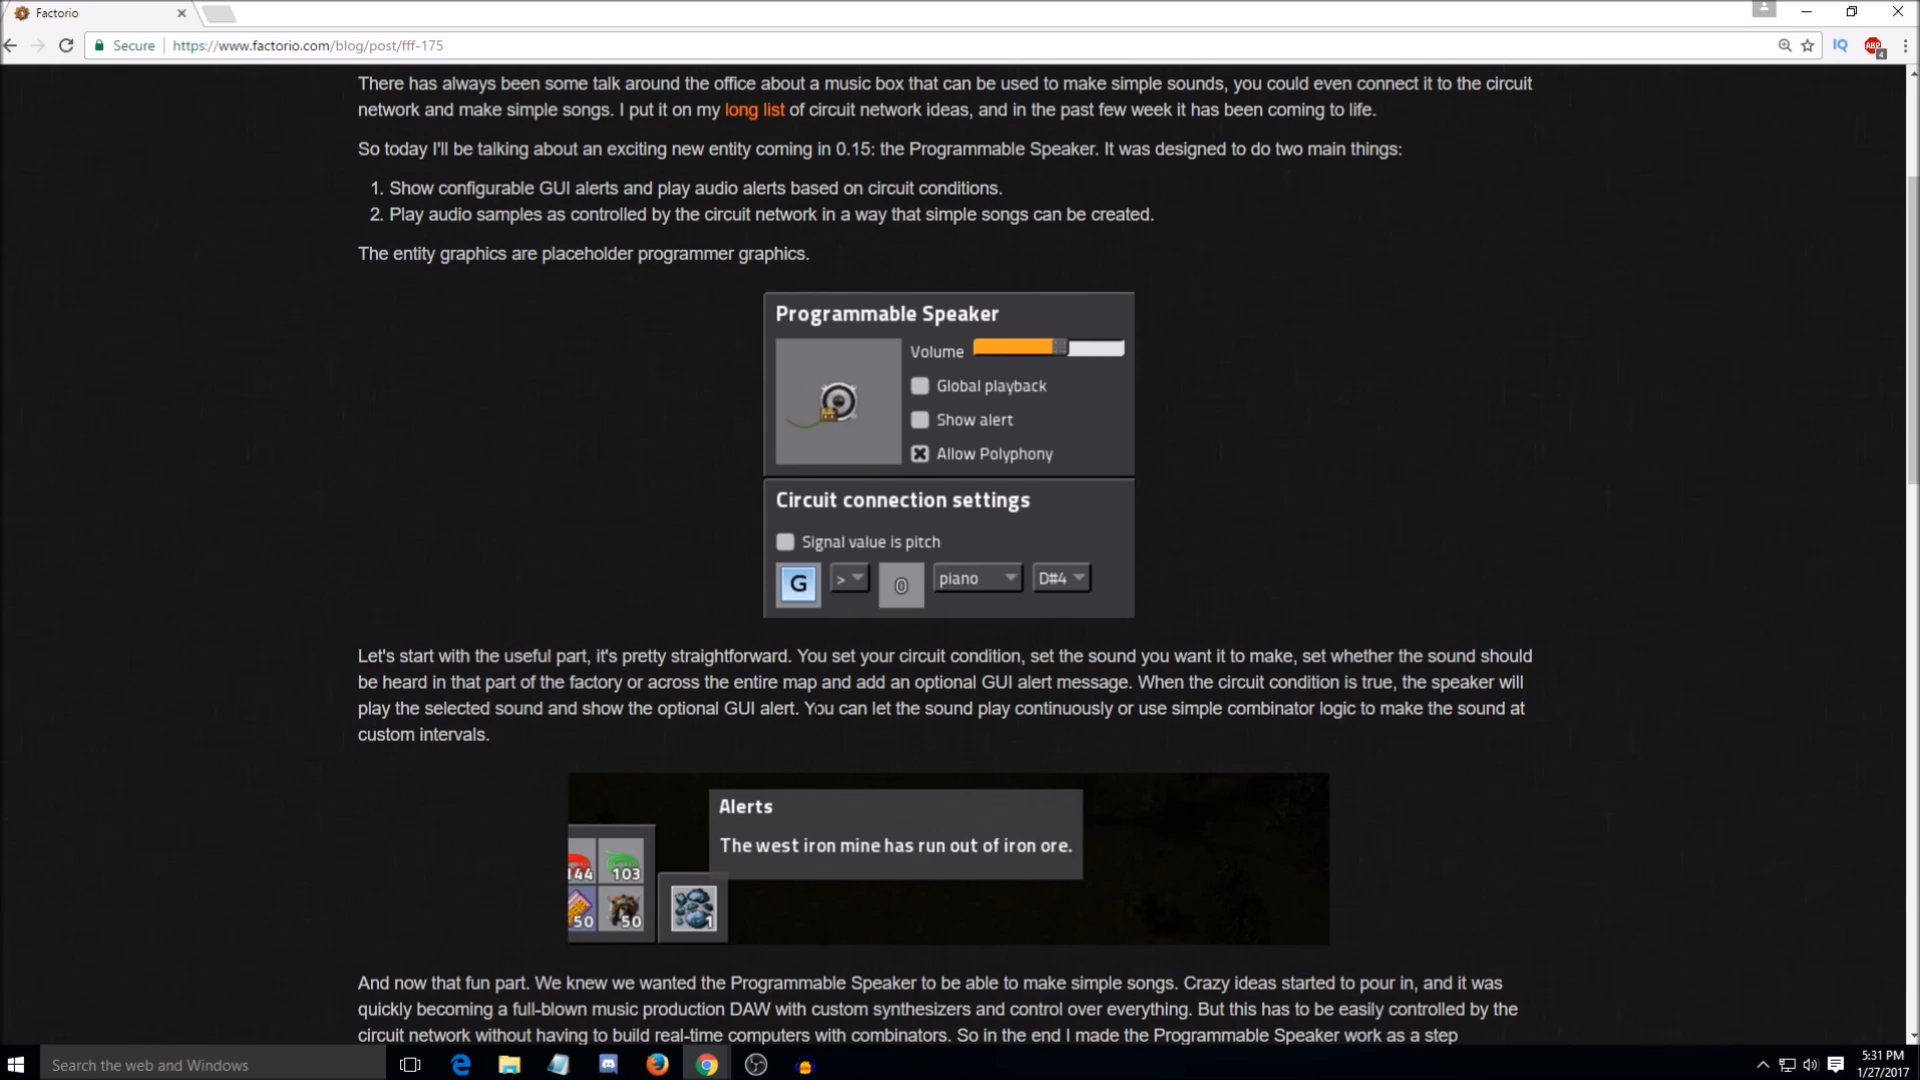 Factorio
Secure https://www.factorio.com/blog/post/fff-175
IQ
ABP
4
There has always been some talk around the office about a music box that can be used to make simple sounds, you could even connect it to the circuit
network and make simple songs. I put it on my long list of circuit network ideas, and in the past few week it has been coming to life.
So today I'll be talking about an exciting new entity coming in 0.15: the Programmable Speaker. It was designed to do two main things:
1. Show configurable GUI alerts and play audio alerts based on circuit conditions.
2. Play audio samples as controlled by the circuit network in a way that simple songs can be created.
The entity graphics are placeholder programmer graphics.
Programmable Speaker
Volume
Global playback
Show alert
Allow Polyphony
Circuit connection settings
Signal value is pitch
G > 0 piano D#4
Let's start with the useful part, it's pretty straightforward. You set your circuit condition, set the sound you want it to make, set whether the sound should
be heard in that part of the factory or across the entire map and add an optional GUI alert message. When the circuit condition is true, the speaker will
play the selected sound and show the optional GUI alert. You can let the sound play continuously or use simple combinator logic to make the sound at
custom intervals.
Alerts
The west iron mine has run out of iron ore.
144 103
50 50
1
And now that fun part. We knew we wanted the Programmable Speaker to be able to make simple songs. Crazy ideas started to pour in, and it was
quickly becoming a full-blown music production DAW with custom synthesizers and control over everything. But this has to be easily controlled by the
circuit network without having to build real-time computers with combinators. So in the end I made the Programmable Speaker work as a step
Search the web and Windows
5:31 PM
1/27/2017